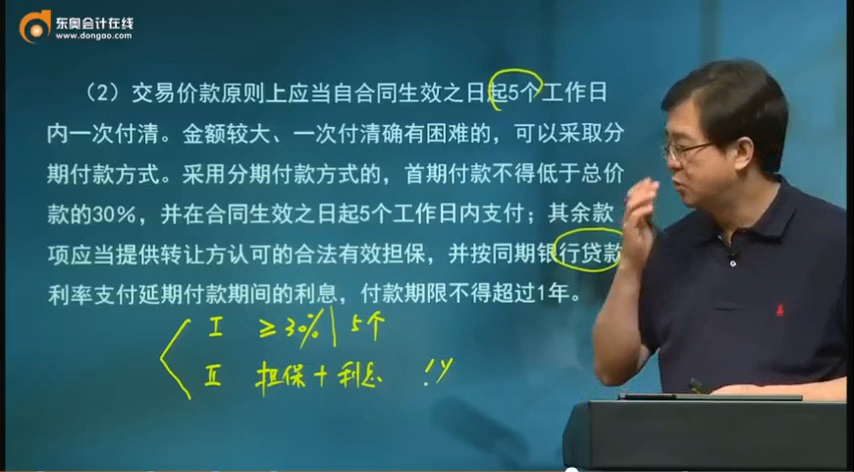 东奥会计在线
www.dongao.com
（2）交易价款原则上应当自合同生效之日起5个工作日
内一次付清。金额较大、一次付清确有困难的，可以采取分
期付款方式。采用分期付款方式的，首期付款不得低于总价
款的30%，并在合同生效之日起5个工作日内支付；其余款
项应当提供转让方认可的合法有效担保，并按同期银行贷款
利率支付延期付款期间的利息，付款期限不得超过1年。
I ≥30% 5个
II 担保+利息 1y